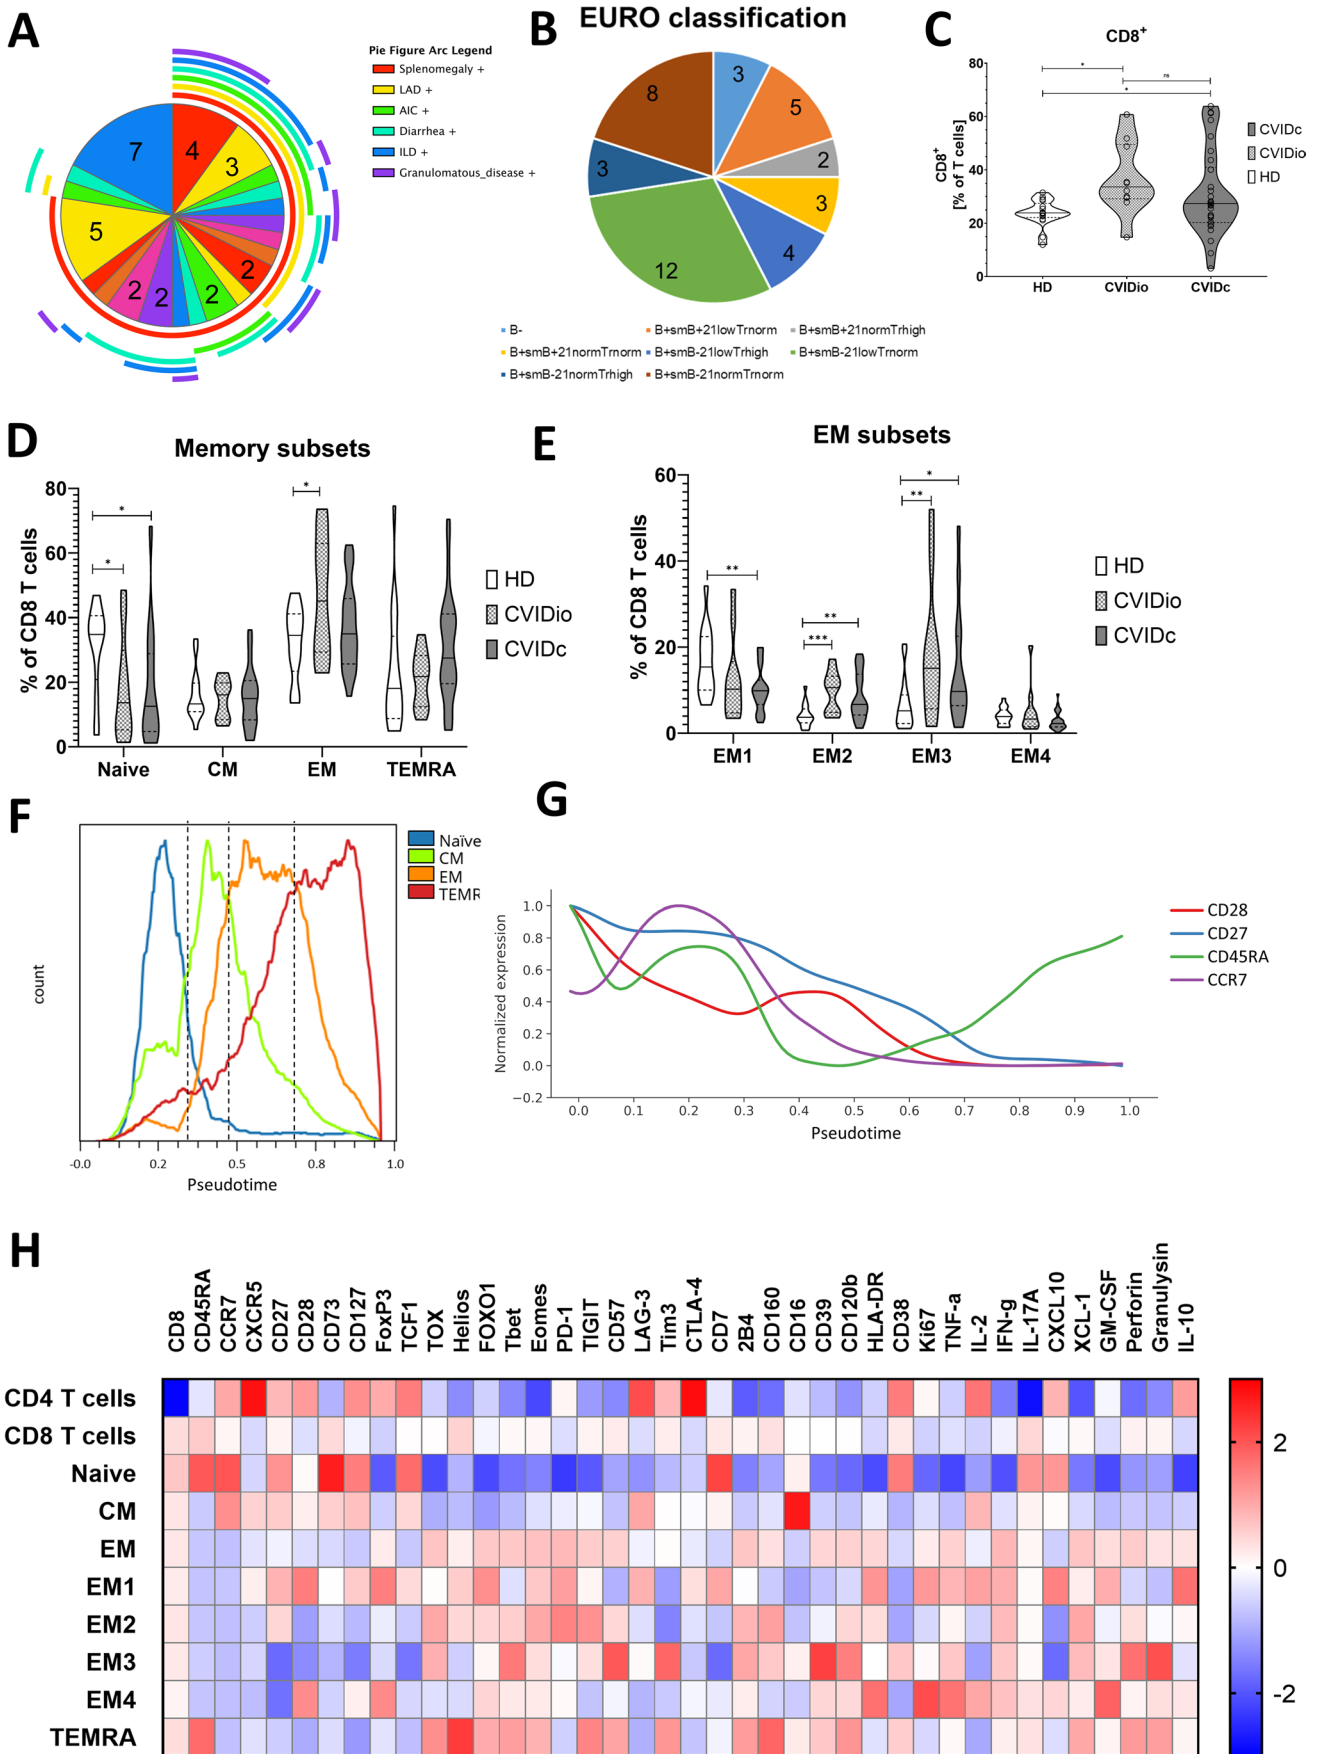 A
Pie Figure Arc Legend
Splenomegaly +
LAD +
AIC +
Diarrhea +
ILD +
Granulomatous_disease +
7
4
3
5
2
2
2
2
B
EURO classification
3
5
2
3
4
12
3
8
B-
B+smB+21lowTrnorm
B+smB+21normTrhigh
B+smB+21normTrnorm
B+smB-21lowTrhigh
B+smB-21lowTrnorm
B+smB-21normTrhigh
B+smB-21normTrnorm
C
CD8+
*
ns
*
CD8+
[% of T cells]
80
60
40
20
0
HD
CVIDio
CVIDc
CVIDc
CVIDio
HD
D
Memory subsets
% of CD8 T cells
80
60
40
20
0
*
*
*
Naive
CM
EM
TEMRA
HD
CVIDio
CVIDc
E
EM subsets
% of CD8 T cells
60
40
20
0
**
**
***
*
**
EM1
EM2
EM3
EM4
HD
CVIDio
CVIDc
F
count
Naïve
CM
EM
TEMR
-0.0
0.2
0.5
0.8
1.0
Pseudotime
G
Normalized expression
1.0
0.8
0.6
0.4
0.2
0.0
−0.2
0.0
0.1
0.2
0.3
0.4
0.5
0.6
0.7
0.8
0.9
1.0
Pseudotime
CD28
CD27
CD45RA
CCR7
H
CD8
CD45RA
CCR7
CXCR5
CD27
CD28
CD73
CD127
FoxP3
TCF1
TOX
Helios
FOXO1
Tbet
Eomes
PD-1
TIGIT
CD57
LAG-3
Tim3
CTLA-4
CD7
2B4
CD160
CD16
CD39
CD120b
HLA-DR
CD38
Ki67
TNF-a
IL-2
IFN-g
IL-17A
CXCL10
XCL-1
GM-CSF
Perforin
Granulysin
IL-10
CD4 T cells
CD8 T cells
Naive
CM
EM
EM1
EM2
EM3
EM4
TEMRA
2
0
-2